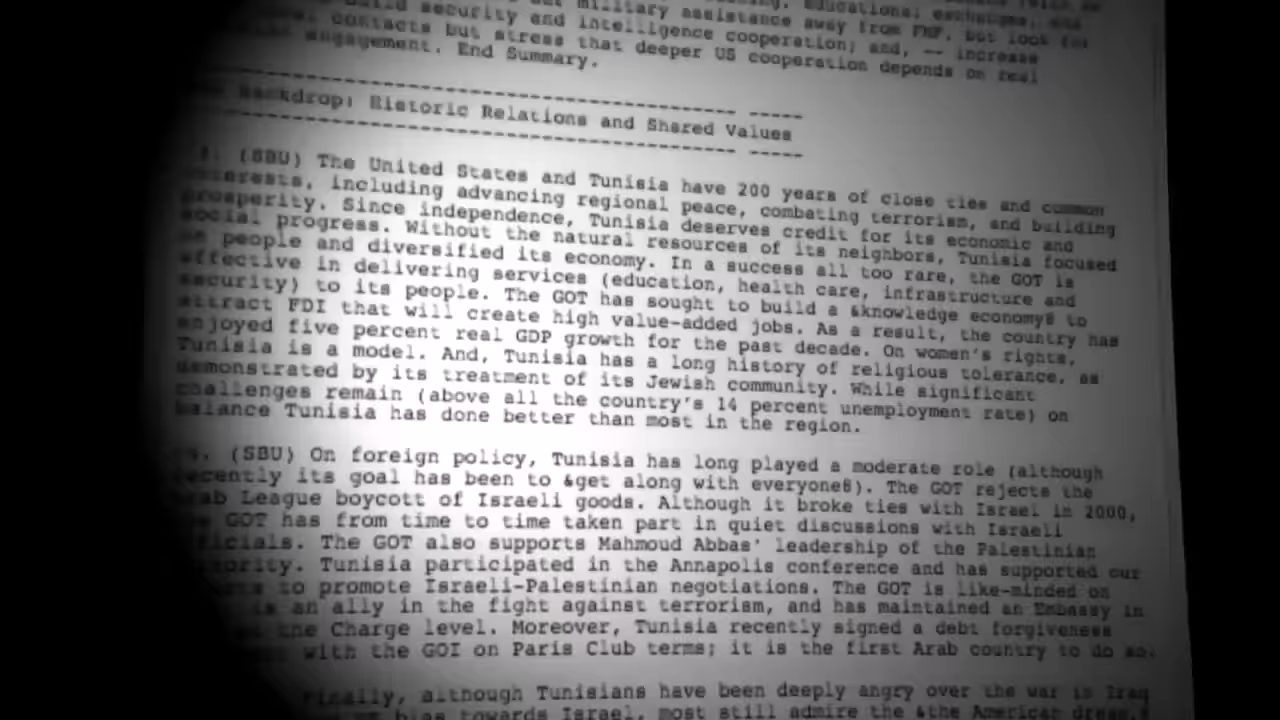 military assistance away from FMF, but look for
security and intelligence cooperation; and, -- increase
contacts but stress that deeper US cooperation depends on real
engagement. End Summary.
------------------------------------------ -----
Backdrop: Historic Relations and Shared Values
------------------------------------------ -----
(SBU) The United States and Tunisia have 200 years of close ties and common
interests, including advancing regional peace, combating terrorism, and building
prosperity. Since independence, Tunisia deserves credit for its economic and
social progress. Without the natural resources of its neighbors, Tunisia focused
on people and diversified its economy. In a success all too rare, the GOT is
effective in delivering services (education, health care, infrastructure and
security) to its people. The GOT has sought to build a &knowledge economy8 to
attract FDI that will create high value-added jobs. As a result, the country has
enjoyed five percent real GDP growth for the past decade. On women's rights,
Tunisia is a model. And, Tunisia has a long history of religious tolerance, as
demonstrated by its treatment of its Jewish community. While significant
challenges remain (above all the country's 14 percent unemployment rate) on
balance Tunisia has done better than most in the region.
(SBU) On foreign policy, Tunisia has long played a moderate role (although
recently its goal has been to &get along with everyone8). The GOT rejects the
Arab League boycott of Israeli goods. Although it broke ties with Israel in 2000,
GOT has from time to time taken part in quiet discussions with Israeli
officials. The GOT also supports Mahmoud Abbas' leadership of the Palestinian
Tunisia participated in the Annapolis conference and has supported our
to promote Israeli-Palestinian negotiations. The GOT is like-minded on
is an ally in the fight against terrorism, and has maintained an Embassy in
the Charge level. Moreover, Tunisia recently signed a debt forgiveness
with the GOI on Paris Club terms; it is the first Arab country to do so.
Finally, although Tunisians have been deeply angry over the war in Iraq
bias towards Israel, most still admire the &the American dream.8